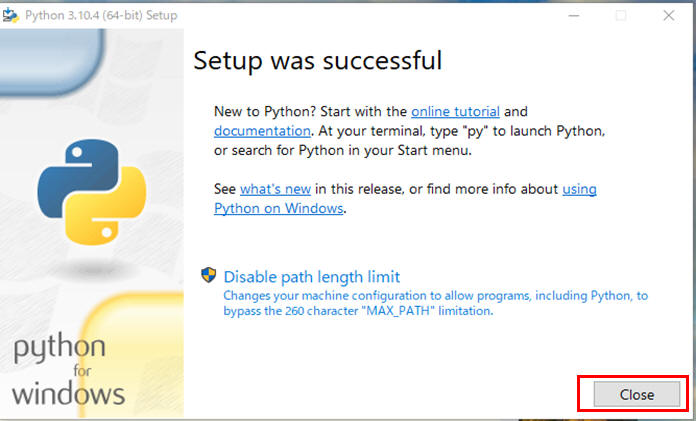 Python 3.10.4 (64-bit) Setup
Setup was successful
New to Python? Start with the online tutorial and
documentation. At your terminal, type "py" to launch Python,
or search for Python in your Start menu.
See what's new in this release, or find more info about using
Python on Windows.
Disable path length limit
Changes your machine configuration to allow programs, including Python, to
bypass the 260 character "MAX_PATH" limitation.
python
for
windows
Close